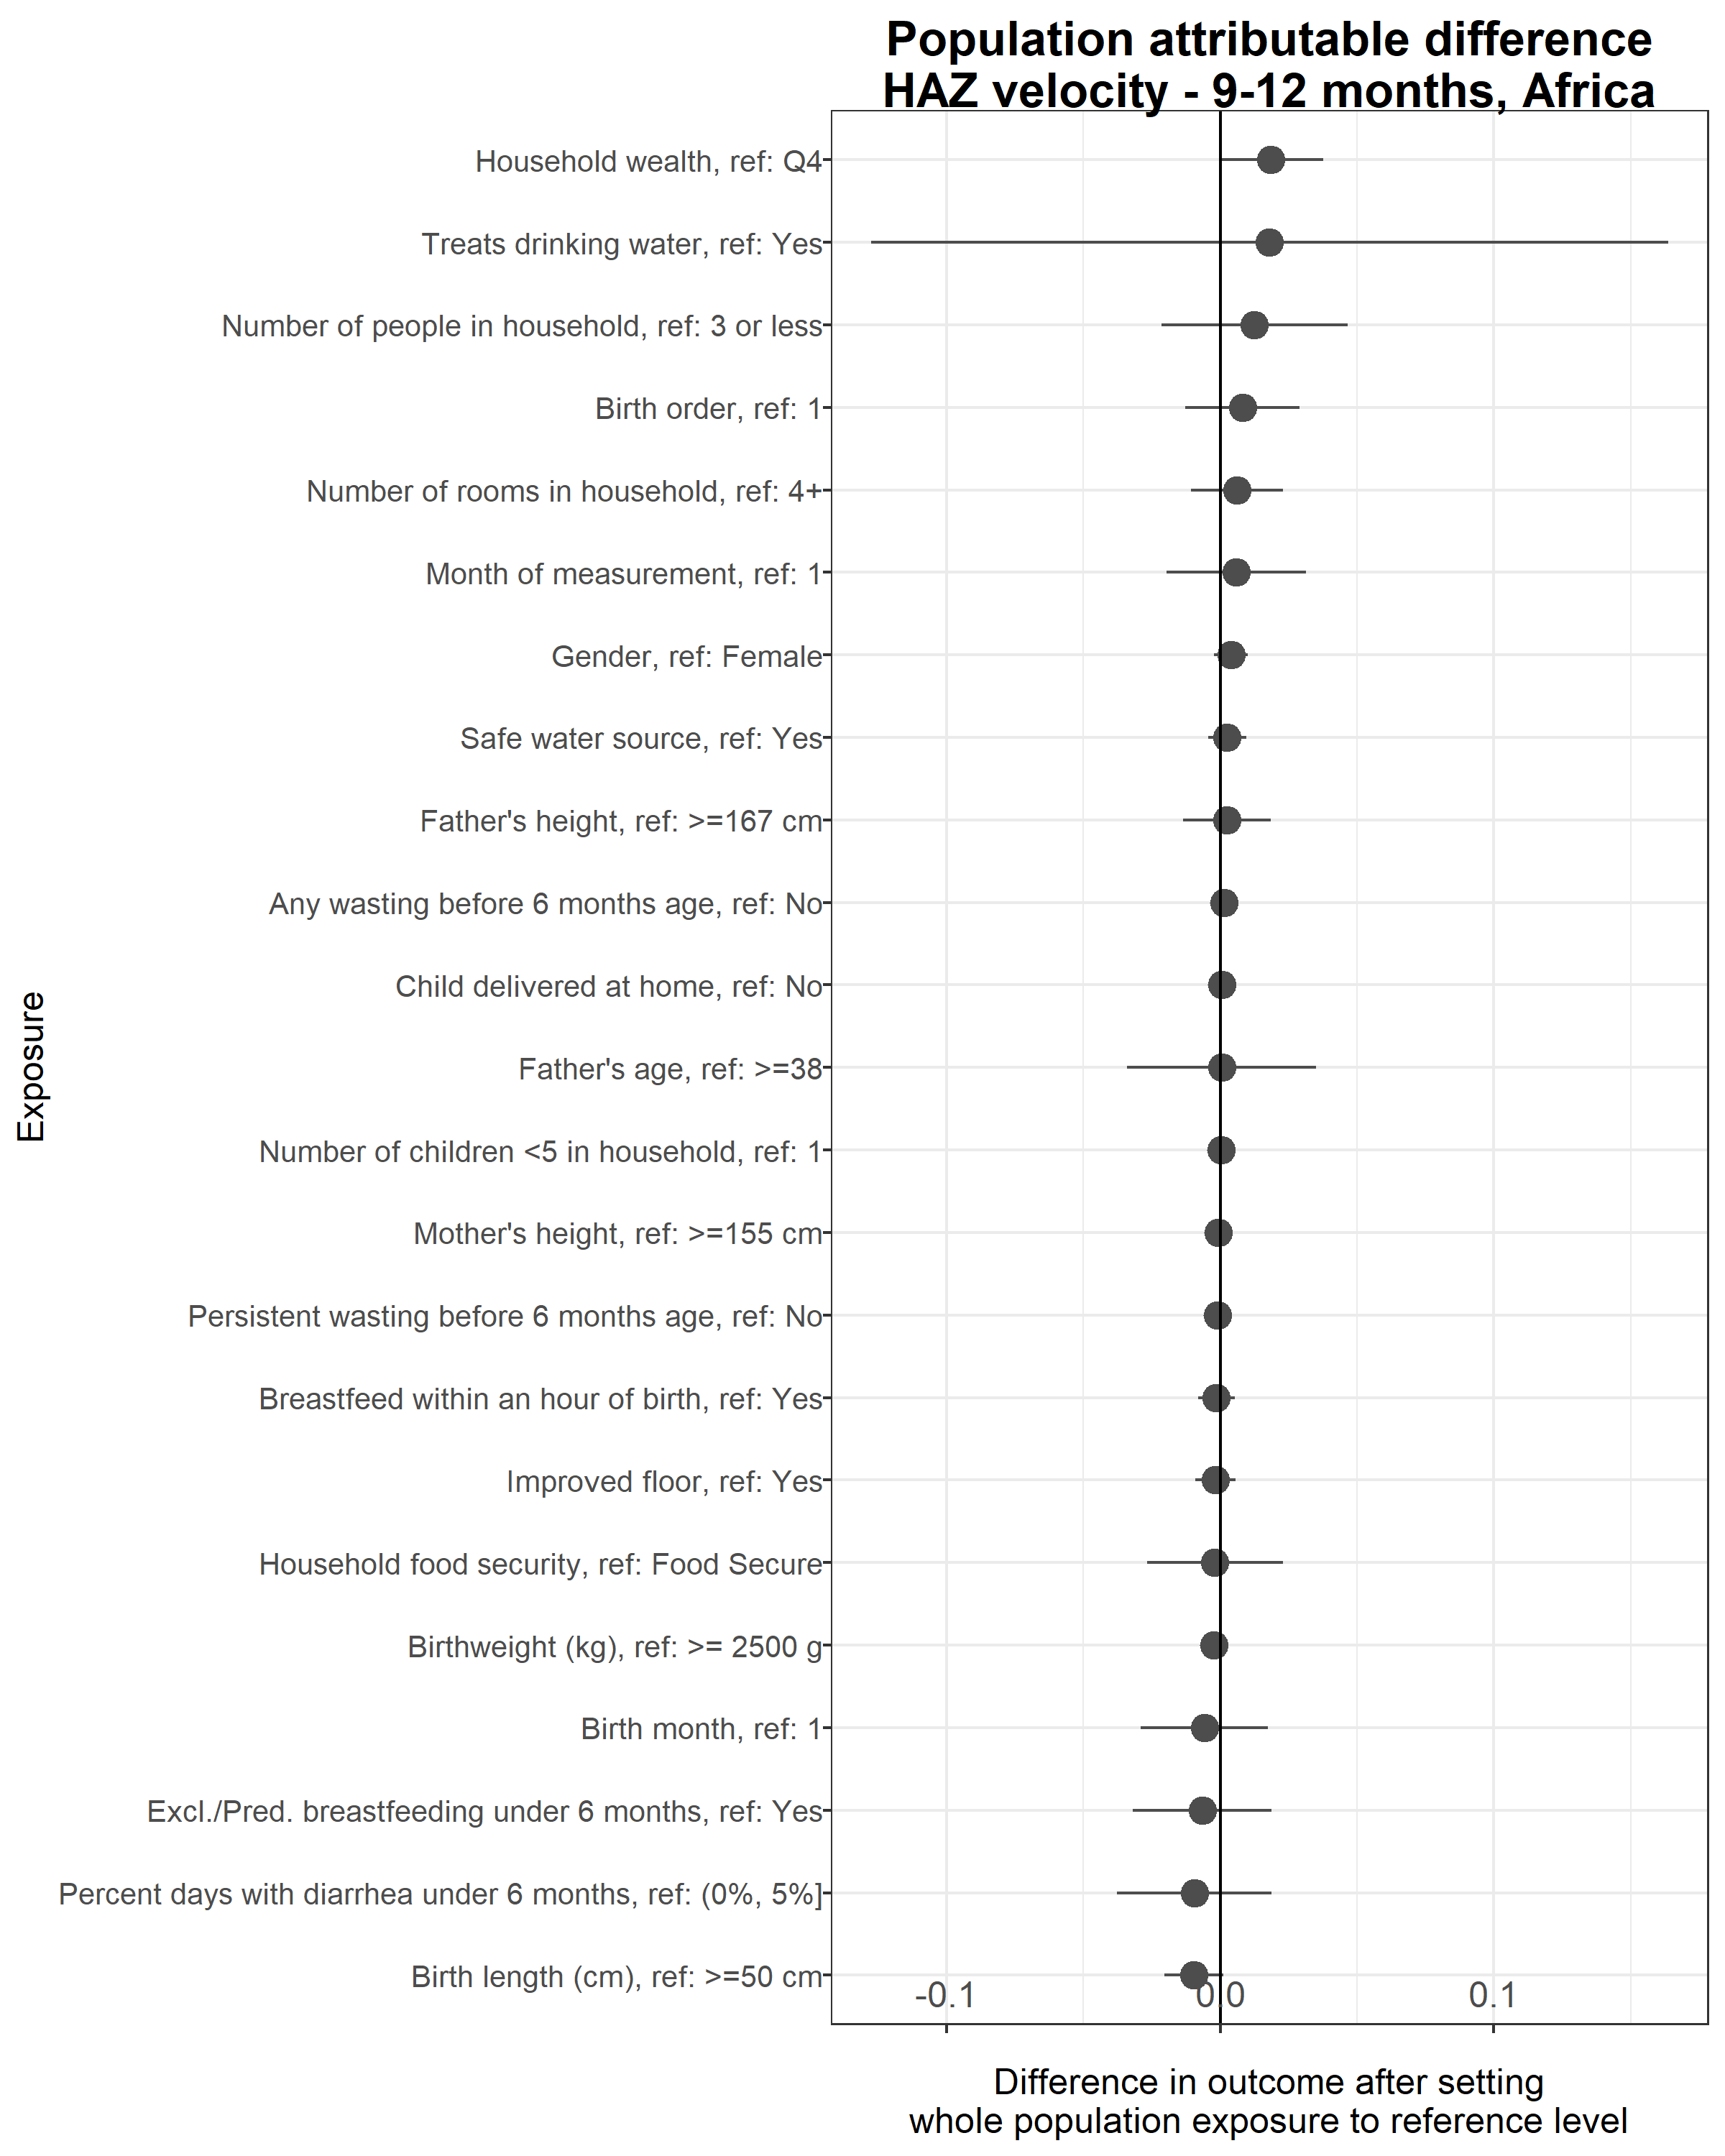 Population attributable difference
HAZ velocity - 9-12 months, Africa
Exposure
Household wealth, ref: Q4
Treats drinking water, ref: Yes
Number of people in household, ref: 3 or less
Birth order, ref: 1
Number of rooms in household, ref: 4+
Month of measurement, ref: 1
Gender, ref: Female
Safe water source, ref: Yes
Father's height, ref: >=167 cm
Any wasting before 6 months age, ref: No
Child delivered at home, ref: No
Father's age, ref: >=38
Number of children <5 in household, ref: 1
Mother's height, ref: >=155 cm
Persistent wasting before 6 months age, ref: No
Breastfeed within an hour of birth, ref: Yes
Improved floor, ref: Yes
Household food security, ref: Food Secure
Birthweight (kg), ref: >= 2500 g
Birth month, ref: 1
Excl./Pred. breastfeeding under 6 months, ref: Yes
Percent days with diarrhea under 6 months, ref: (0%, 5%]
Birth length (cm), ref: >=50 cm
-0.1 0.0 0.1
Difference in outcome after setting
whole population exposure to reference level